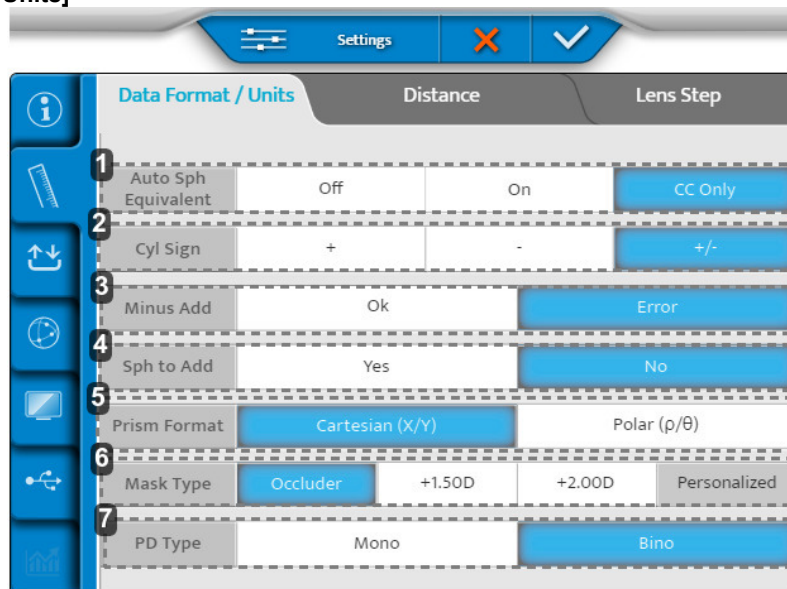 Units]
Settings
Data Format / Units Distance Lens Step
1
Auto Sph Off On CC Only
Equivalent
2
Cyl Sign + - +/-
3
Minus Add Ok Error
4
Sph to Add Yes No
5
Prism Format Cartesian (X/Y) Polar (ρ/θ)
6
Mask Type Occluder +1.50D +2.00D Personalized
7
PD Type Mono Bino